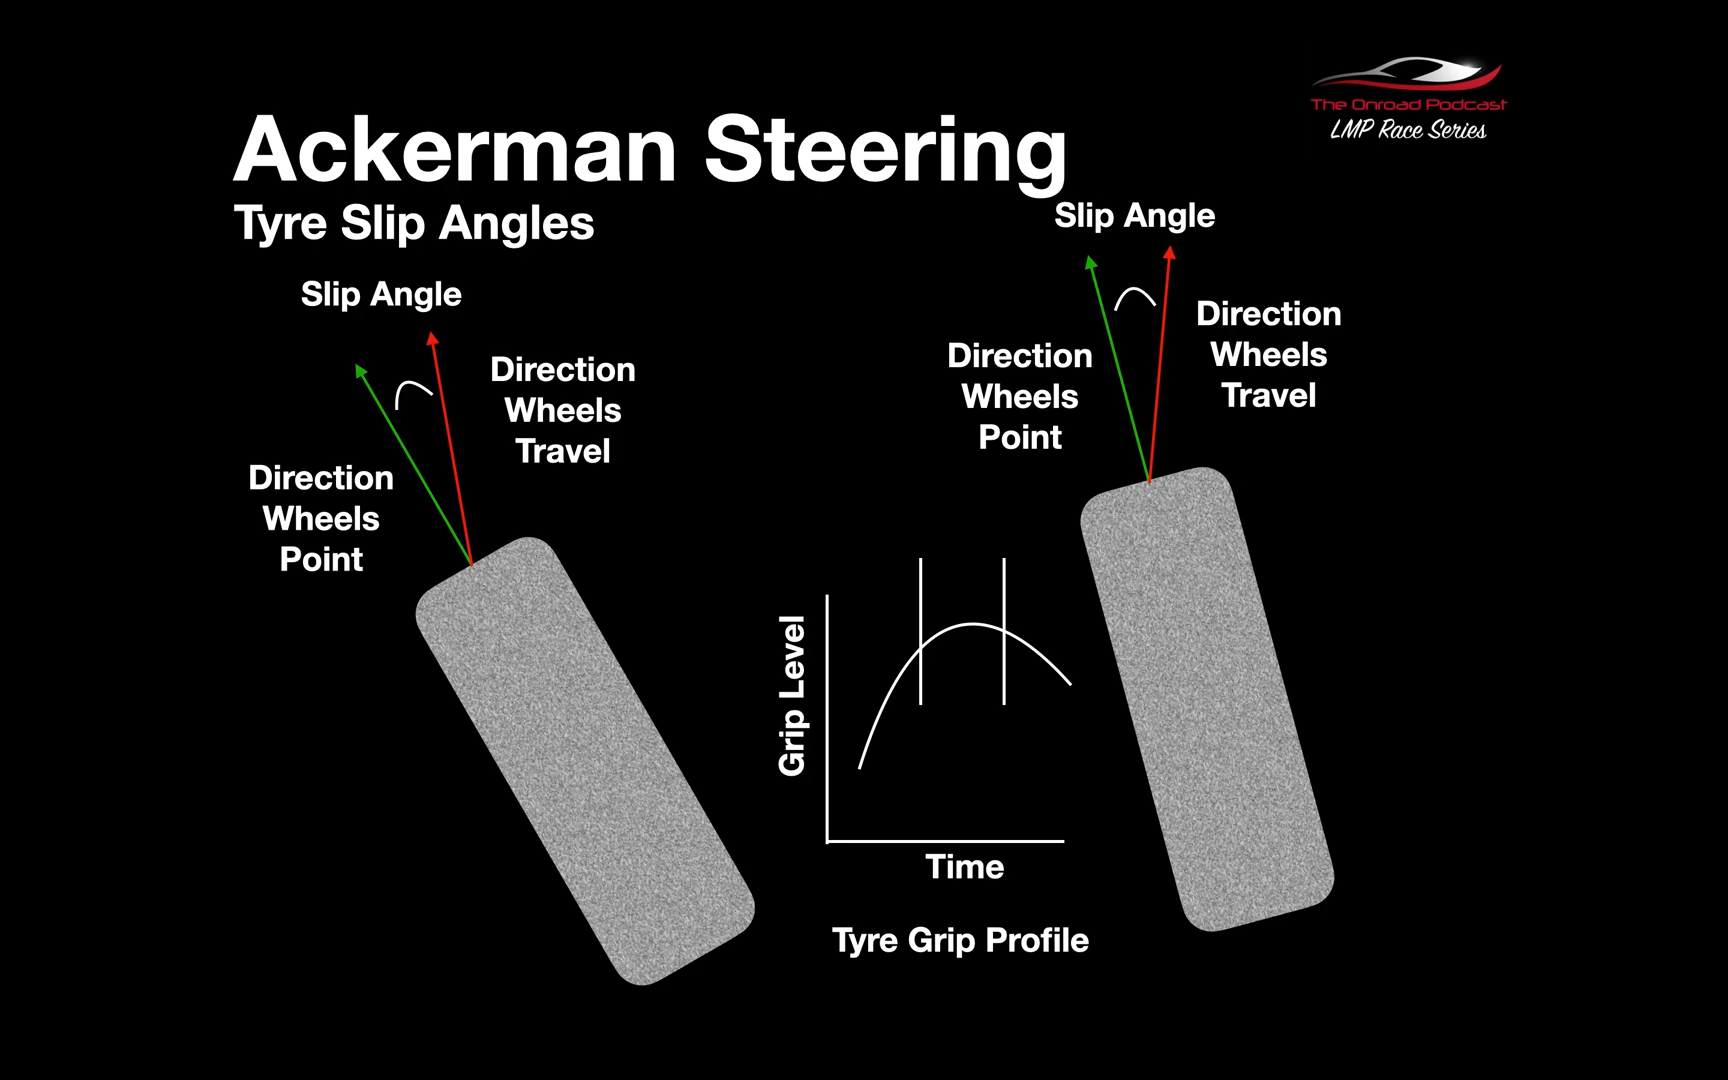 The Onroad Podcast
LMP Race Series
Ackerman Steering
Tyre Slip Angles
Slip Angle
Direction
Wheels
Travel
Direction
Wheels
Point
Slip Angle
Direction
Wheels
Travel
Direction
Wheels
Point
Grip Level
Time
Tyre Grip Profile